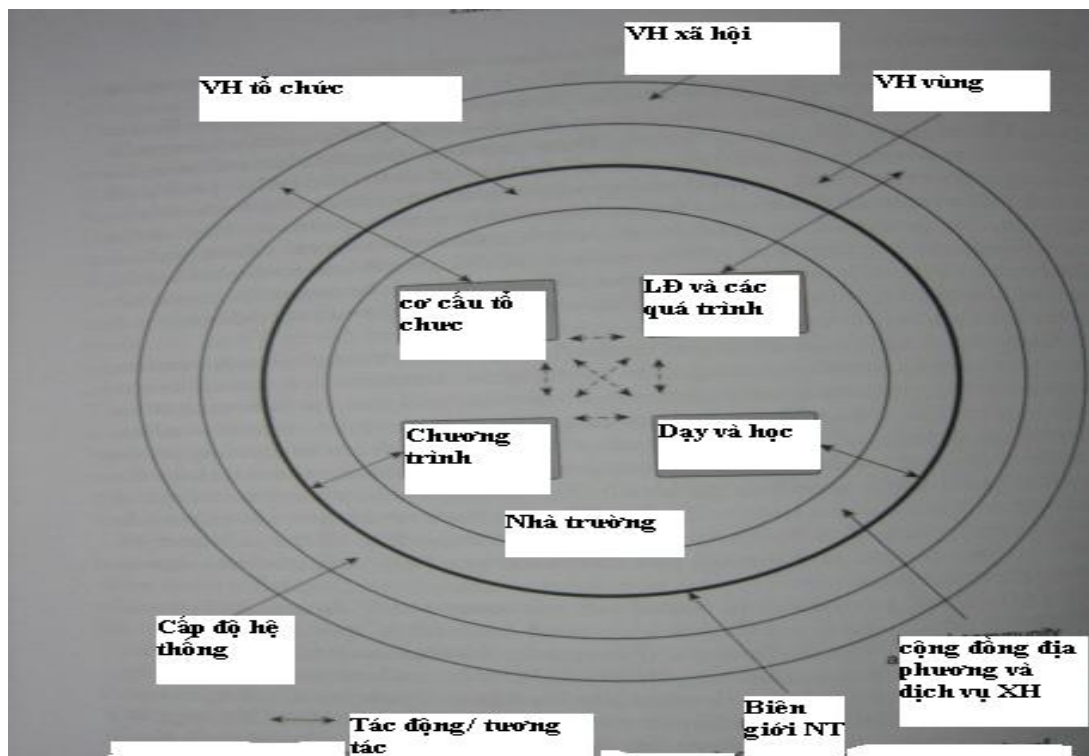 VH xã hội
VH tổ chức
VH vùng
cơ cấu tổ
chưc
LĐ và các
quá trình
Chương
trình
Dạy và học
Nhà trường
Cấp độ hệ
thống
cộng đồng địa
phương và
dịch vụ XH
Biên
giới NT
Tác động/ tương
tác